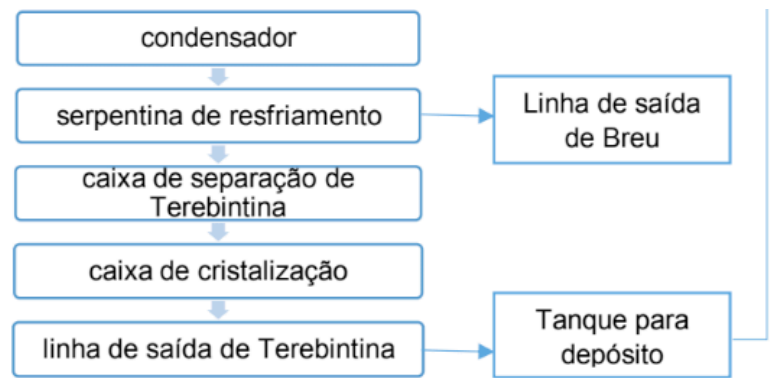 condensador
serpentina de resfriamento
Linha de saída
de Breu
caixa de separação de
Terebintina
caixa de cristalização
linha de saída de Terebintina
Tanque para
depósito